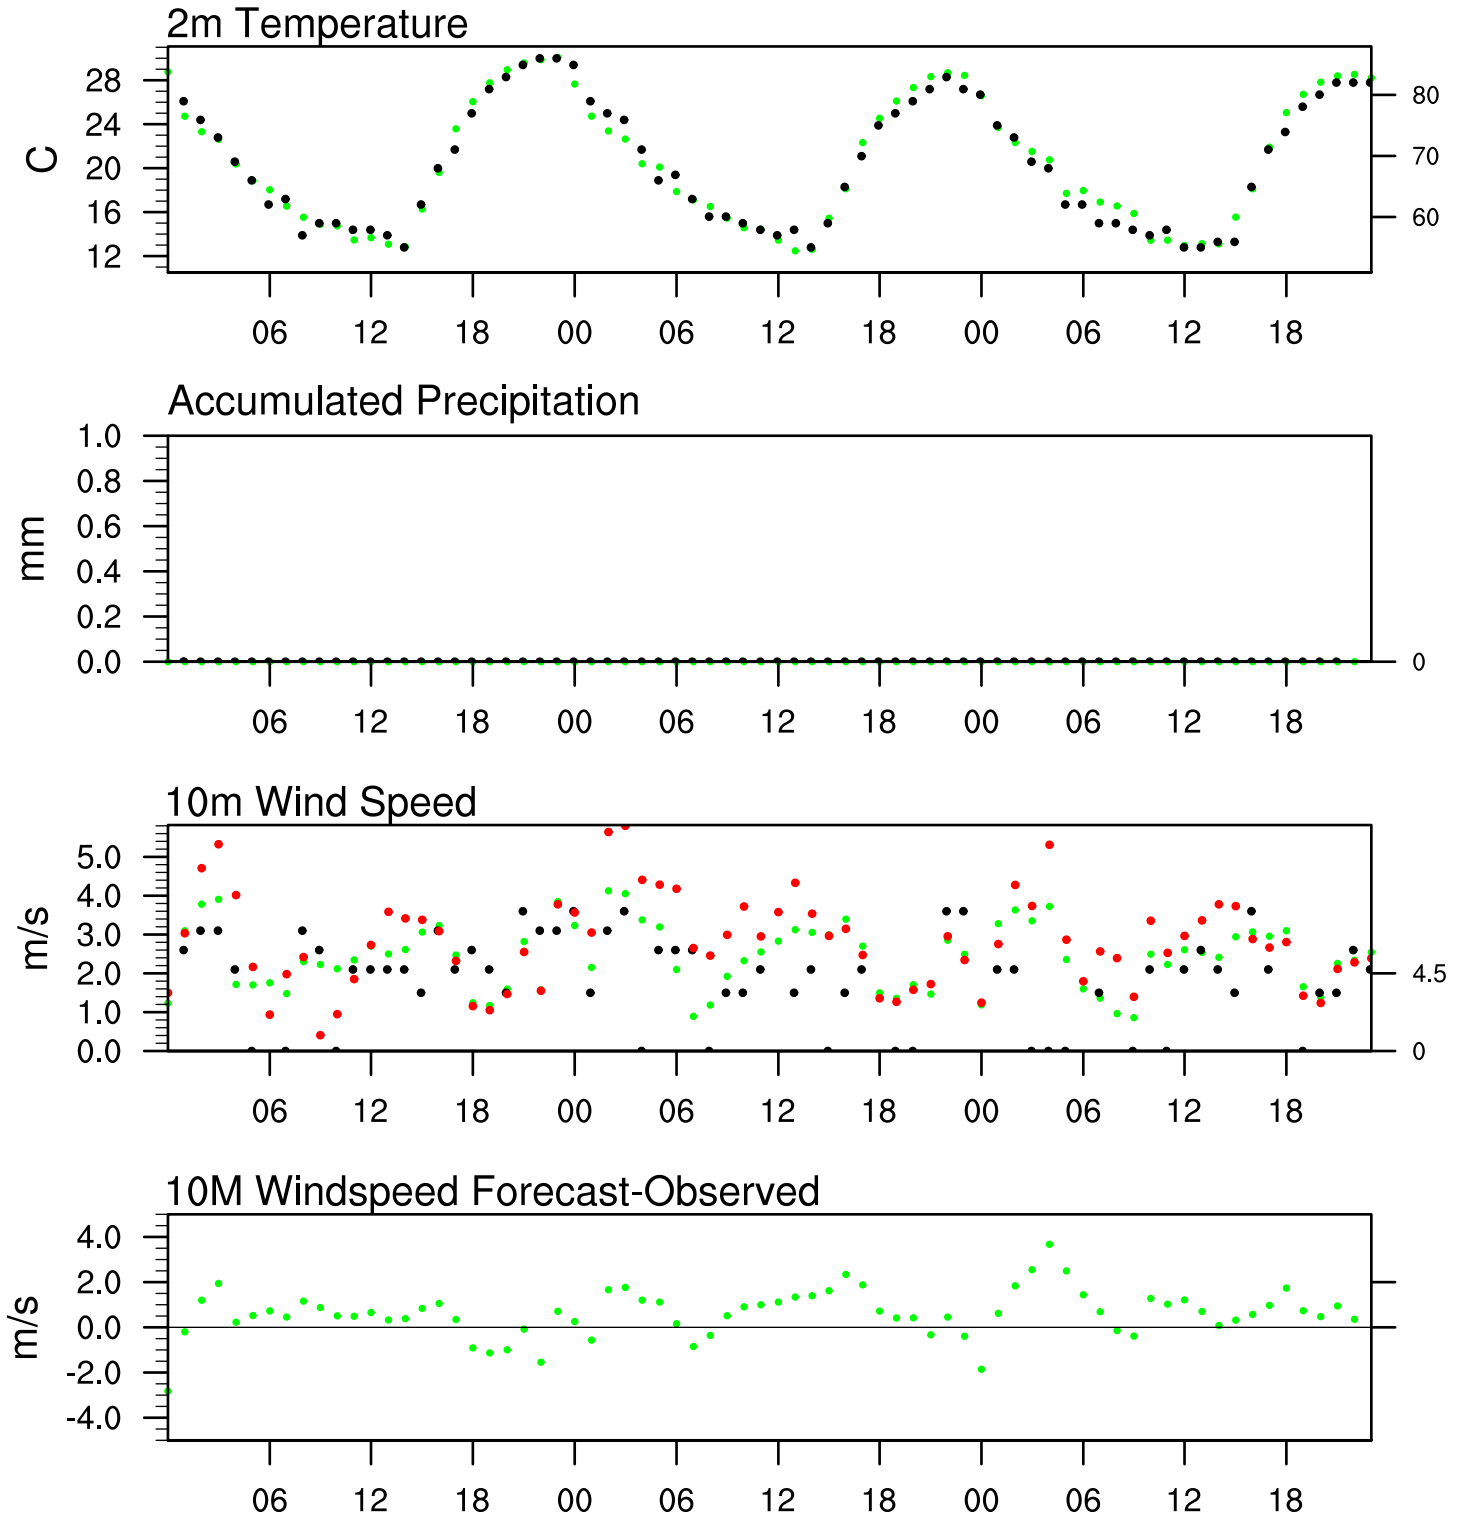 2m Temperature
C
28
24
20
16
12
80
70
60
06 12 18 00 06 12 18 00 06 12 18
Accumulated Precipitation
mm
1.0
0.8
0.6
0.4
0.2
0.0
0
06 12 18 00 06 12 18 00 06 12 18
10m Wind Speed
m/s
5.0
4.0
3.0
2.0
1.0
0.0
4.5
0
06 12 18 00 06 12 18 00 06 12 18
10M Windspeed Forecast-Observed
m/s
4.0
2.0
0.0
-2.0
-4.0
06 12 18 00 06 12 18 00 06 12 18